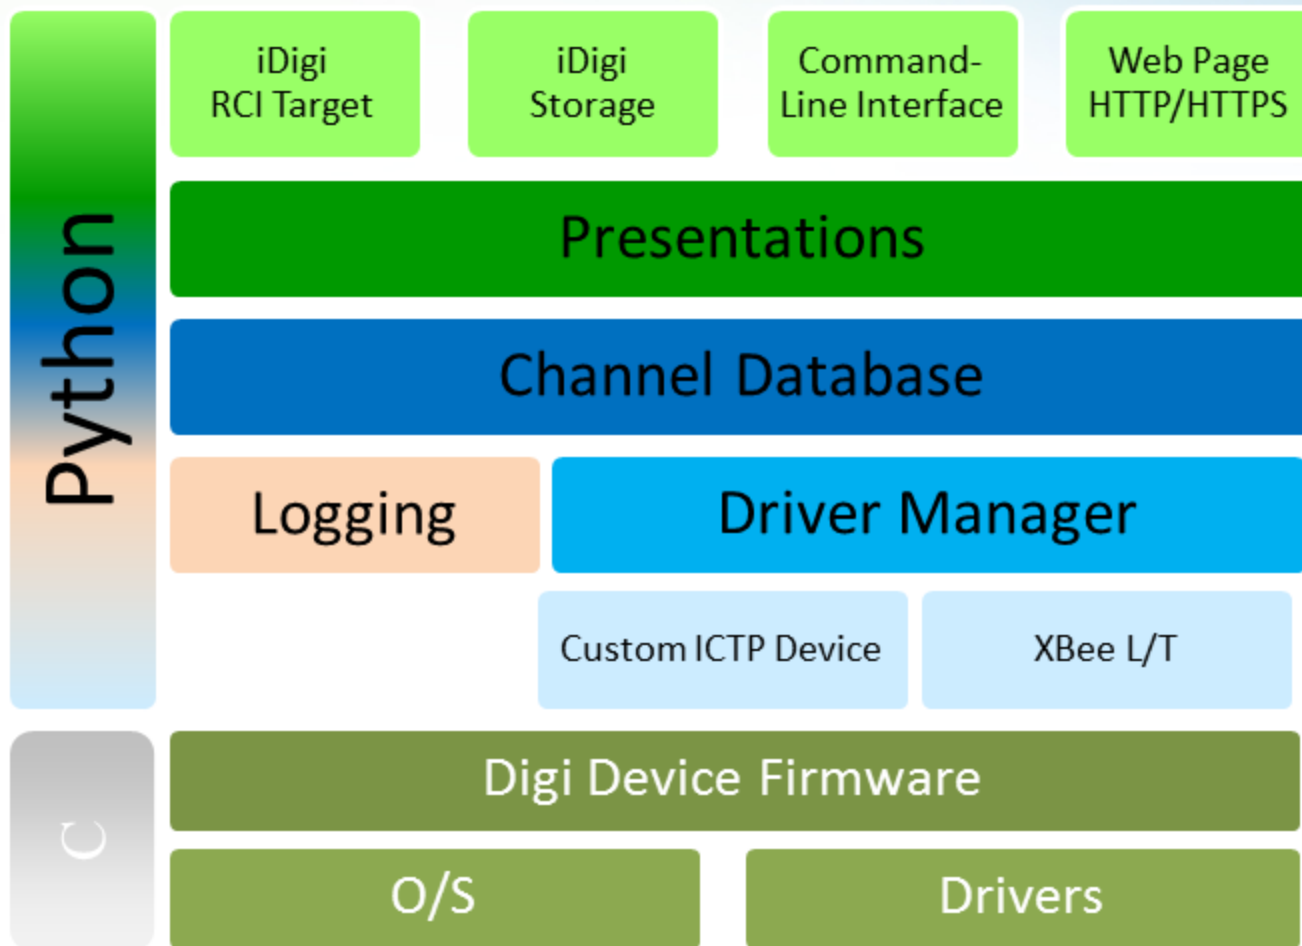 Python
iDigi
RCI Target
iDigi
Storage
Command-
Line Interface
Web Page
HTTP/HTTPS
Presentations
Channel Database
Logging
Driver Manager
Custom ICTP Device
XBee L/T
C
Digi Device Firmware
O/S
Drivers